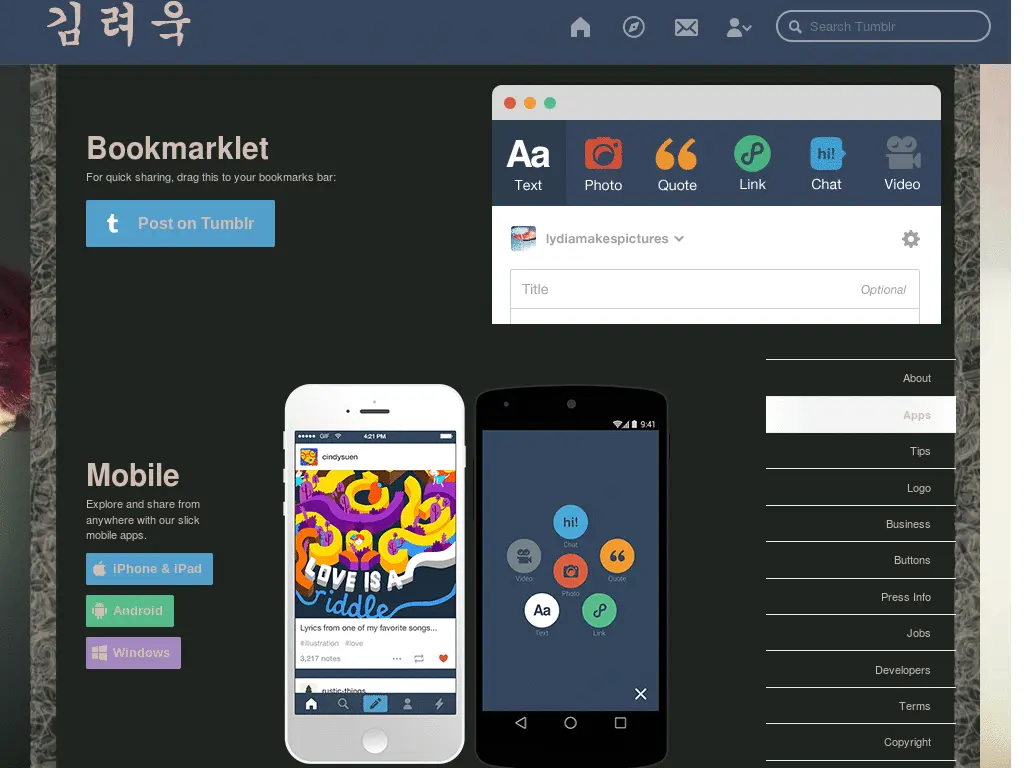 김려욱
Search Tumblr
Bookmarklet
For quick sharing, drag this to your bookmarks bar:
t Post on Tumblr
Aa
Text
Photo
Quote
Link
hi!
Chat
Video
lydiamakespictures
Title
Optional
About
Apps
Tips
Logo
Business
Buttons
Press Info
Jobs
Developers
Terms
Copyright
Mobile
Explore and share from
anywhere with our slick
mobile apps.
iPhone & iPad
Android
Windows
GIF 4:21 PM
cindysuen
LOVE IS A
riddle
Lyrics from one of my favorite songs...
#illustration #love
3,217 notes
rustic-things
9:41
hi!
Chat
Video
Quote
Photo
Aa
Text
Link